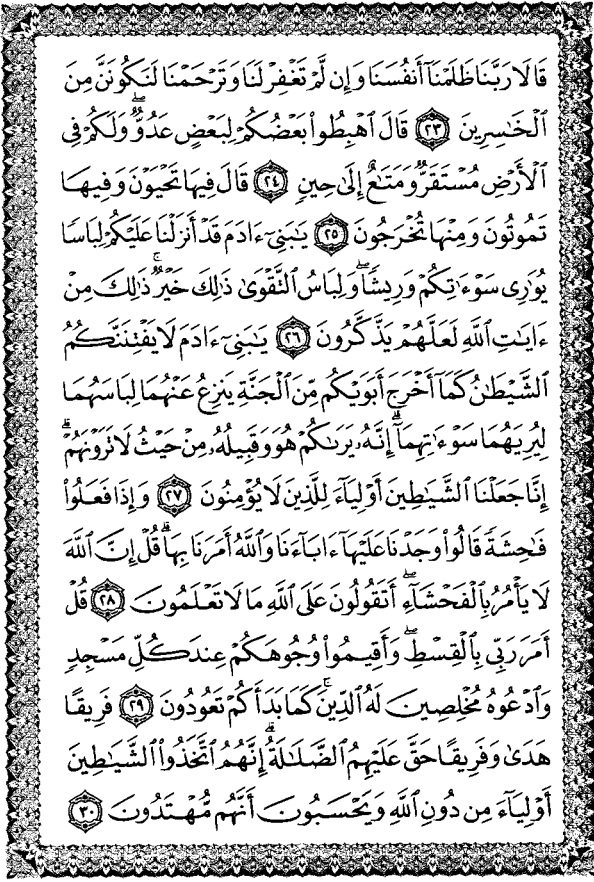 قَالَا رَبَّنَا ظَلَمْنَآ أَنفُسَنَا وَإِن لَّمْ تَغْفِرْ لَنَا وَتَرْحَمْنَا لَنَكُونَنَّ مِنَ
ٱلْخَٰسِرِينَ ۝٢٣ قَالَ ٱهْبِطُوا۟ بَعْضُكُمْ لِبَعْضٍ عَدُوٌّ ۖ وَلَكُمْ فِى
ٱلْأَرْضِ مُسْتَقَرٌّ وَمَتَٰعٌ إِلَىٰ حِينٍ ۝٢٤ قَالَ فِيهَا تَحْيَوْنَ وَفِيهَا
تَمُوتُونَ وَمِنْهَا تُخْرَجُونَ ۝٢٥ يَٰبَنِىٓ ءَادَمَ قَدْ أَنزَلْنَا عَلَيْكُمْ لِبَاسًا
يُوَٰرِى سَوْءَٰتِكُمْ وَرِيشًا ۖ وَلِبَاسُ ٱلتَّقْوَىٰ ذَٰلِكَ خَيْرٌ ۚ ذَٰلِكَ مِنْ
ءَايَٰتِ ٱللَّهِ لَعَلَّهُمْ يَذَّكَّرُونَ ۝٢٦ يَٰبَنِىٓ ءَادَمَ لَا يَفْتِنَنَّكُمُ
ٱلشَّيْطَٰنُ كَمَآ أَخْرَجَ أَبَوَيْكُم مِّنَ ٱلْجَنَّةِ يَنزِعُ عَنْهُمَا لِبَاسَهُمَا
لِيُرِيَهُمَا سَوْءَٰتِهِمَآ ۗ إِنَّهُۥ يَرَىٰكُمْ هُوَ وَقَبِيلُهُۥ مِنْ حَيْثُ لَا تَرَوْنَهُمْ ۗ
إِنَّا جَعَلْنَا ٱلشَّيَٰطِينَ أَوْلِيَآءَ لِلَّذِينَ لَا يُؤْمِنُونَ ۝٢٧ وَإِذَا فَعَلُوا۟
فَٰحِشَةً قَالُوا۟ وَجَدْنَا عَلَيْهَآ ءَابَآءَنَا وَٱللَّهُ أَمَرَنَا بِهَا ۗ قُلْ إِنَّ ٱللَّهَ
لَا يَأْمُرُ بِٱلْفَحْشَآءِ ۖ أَتَقُولُونَ عَلَى ٱللَّهِ مَا لَا تَعْلَمُونَ ۝٢٨ قُلْ
أَمَرَ رَبِّى بِٱلْقِسْطِ ۖ وَأَقِيمُوا۟ وُجُوهَكُمْ عِندَ كُلِّ مَسْجِدٍ
وَٱدْعُوهُ مُخْلِصِينَ لَهُ ٱلدِّينَ ۚ كَمَا بَدَأَكُمْ تَعُودُونَ ۝٢٩ فَرِيقًا
هَدَىٰ وَفَرِيقًا حَقَّ عَلَيْهِمُ ٱلضَّلَٰلَةُ ۗ إِنَّهُمُ ٱتَّخَذُوا۟ ٱلشَّيَٰطِينَ
أَوْلِيَآءَ مِن دُونِ ٱللَّهِ وَيَحْسَبُونَ أَنَّهُم مُّهْتَدُونَ ۝٣٠